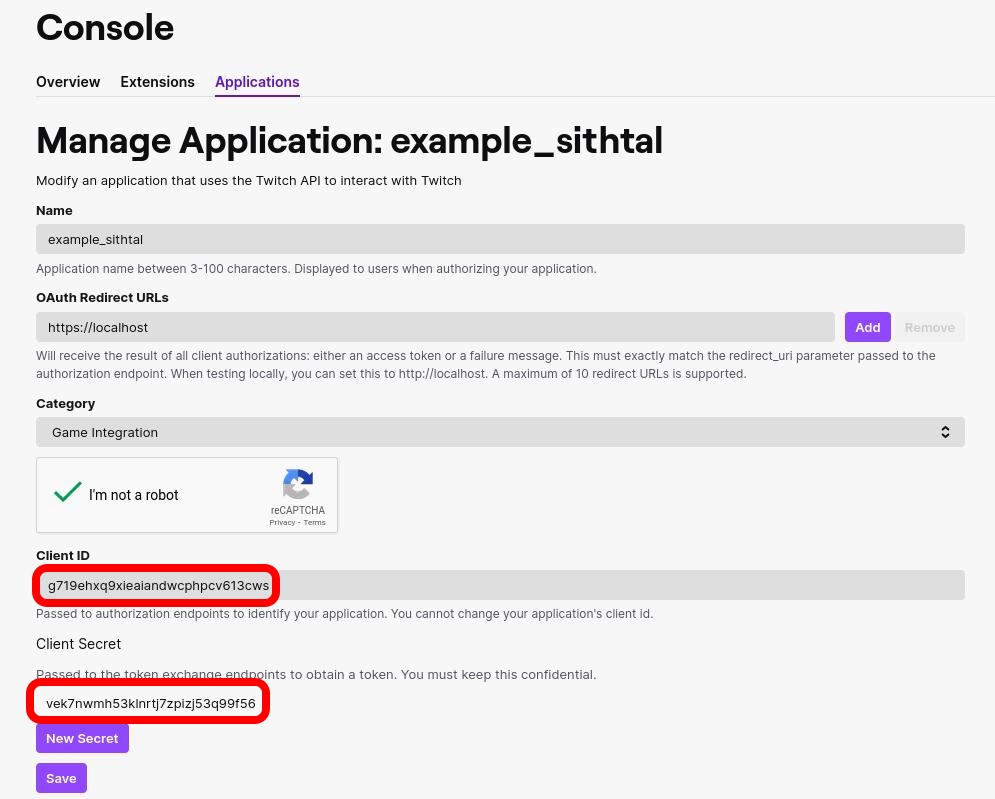 Console
Overview Extensions Applications
Manage Application: example_sithtal
Modify an application that uses the Twitch API to interact with Twitch
Name
example_sithtal
Application name between 3-100 characters. Displayed to users when authorizing your application.
OAuth Redirect URLs
https://localhost Add Remove
Will receive the result of all client authorizations: either an access token or a failure message. This must exactly match the redirect_uri parameter passed to the
authorization endpoint. When testing locally, you can set this to http://localhost. A maximum of 10 redirect URLs is supported.
Category
Game Integration
I'm not a robot
reCAPTCHA
Privacy - Terms
Client ID
g719ehxq9xieaiandwcphpcv613cws
Passed to authorization endpoints to identify your application. You cannot change your application's client id.
Client Secret
Passed to the token exchange endpoints to obtain a token. You must keep this confidential.
vek7nwmh53klnrtj7zpizj53q99f56
New Secret
Save